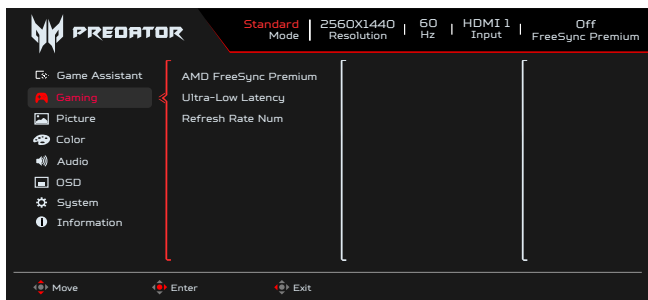 PREDATOR
Standard
Mode
2560X1440
Resolution
60
Hz
HDMI 1
Input
Off
FreeSync Premium
Game Assistant
Gaming
Picture
Color
Audio
OSD
System
Information
AMD FreeSync Premium
Ultra-Low Latency
Refresh Rate Num
Move
Enter
Exit